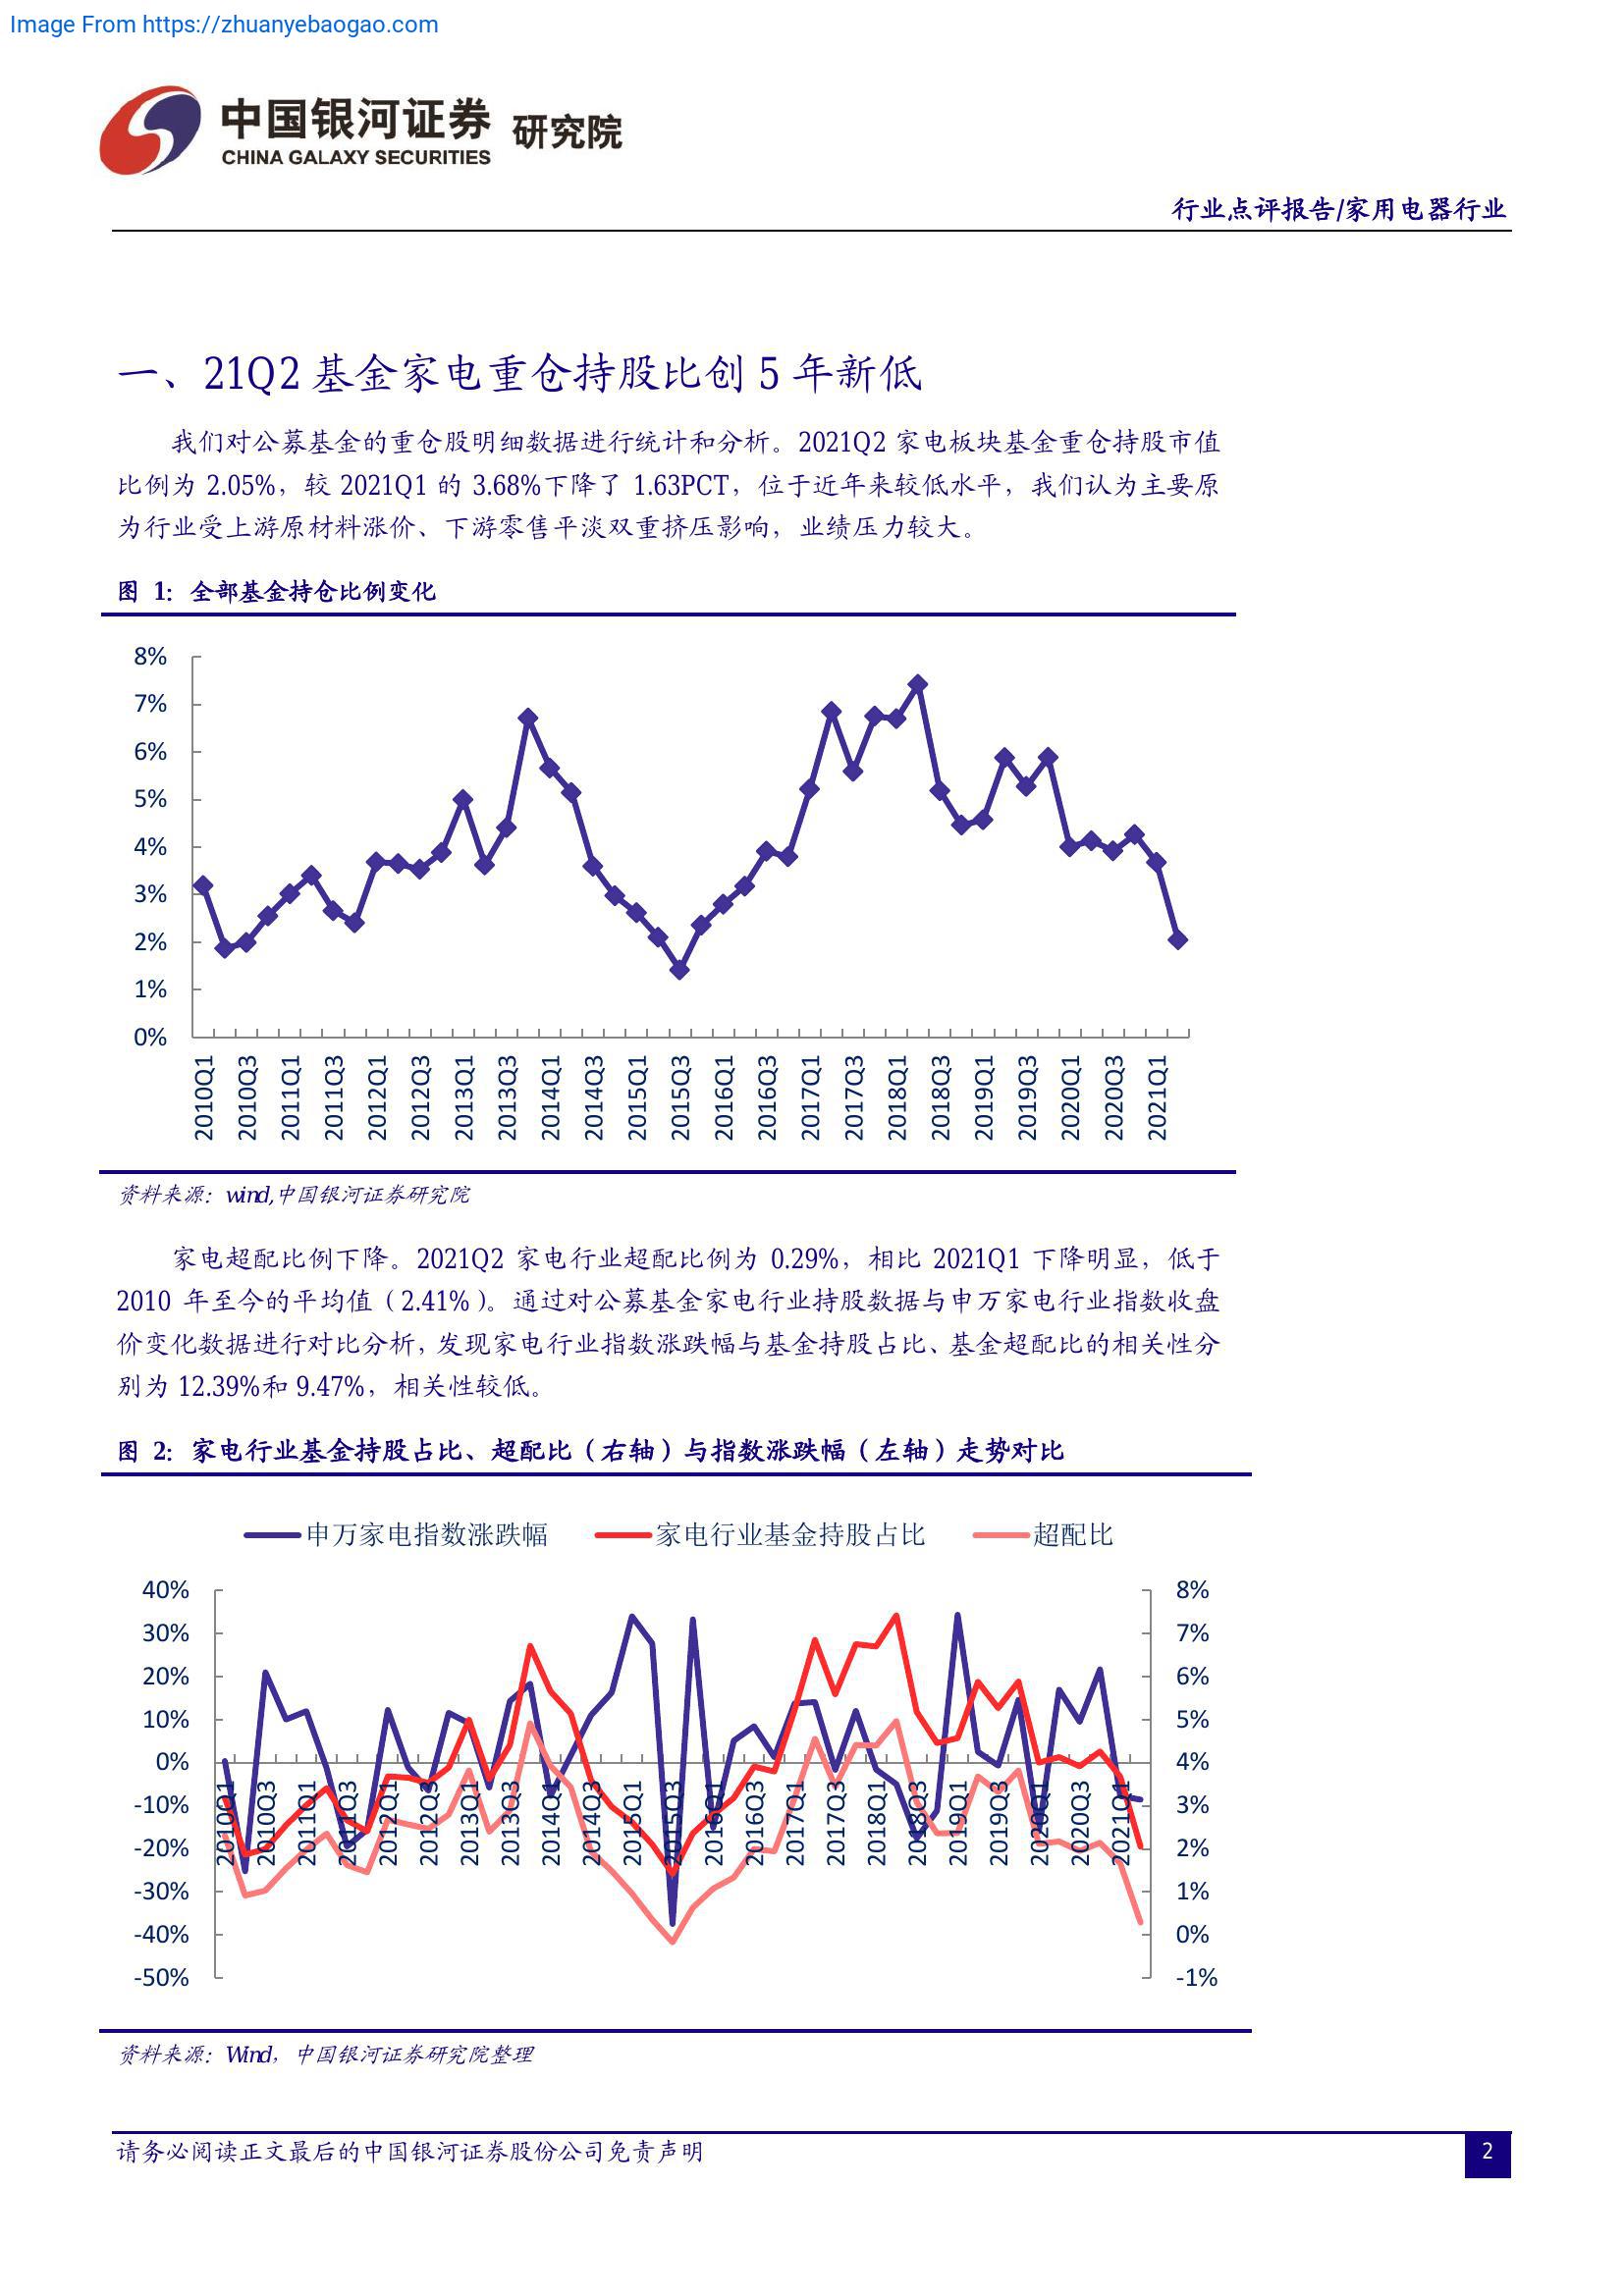 Image From https://zhuanyebaogao.com
中国银河证券 研究院
CHINA GALAXY SECURITIES
行业点评报告/家用电器行业
一、21Q2 基金家电重仓持股比创 5 年新低
我们对公募基金的重仓股明细数据进行统计和分析。2021Q2 家电板块基金重仓持股市值
比例为 2.05%，较 2021Q1 的 3.68%下降了 1.63PCT，位于近年来较低水平，我们认为主要原
为行业受上游原材料涨价、下游零售平淡双重挤压影响，业绩压力较大。
图 1：全部基金持仓比例变化
8%
7%
6%
5%
4%
3%
2%
1%
0%
2010Q1 2010Q3 2011Q1 2011Q3 2012Q1 2012Q3 2013Q1 2013Q3 2014Q1 2014Q3 2015Q1 2015Q3 2016Q1 2016Q3 2017Q1 2017Q3 2018Q1 2018Q3 2019Q1 2019Q3 2020Q1 2020Q3 2021Q1
资料来源：wind,中国银河证券研究院
家电超配比例下降。2021Q2 家电行业超配比例为 0.29%，相比 2021Q1 下降明显，低于
2010 年至今的平均值（2.41%）。通过对公募基金家电行业持股数据与申万家电行业指数收盘
价变化数据进行对比分析，发现家电行业指数涨跌幅与基金持股占比、基金超配比的相关性分
别为 12.39%和 9.47%，相关性较低。
图 2：家电行业基金持股占比、超配比（右轴）与指数涨跌幅（左轴）走势对比
申万家电指数涨跌幅 家电行业基金持股占比 超配比
40% 8%
30% 7%
20% 6%
10% 5%
0% 4%
-10% 3%
-20% 2%
-30% 1%
-40% 0%
-50% -1%
2010Q1 2010Q3 2011Q1 2011Q3 2012Q1 2012Q3 2013Q1 2013Q3 2014Q1 2014Q3 2015Q1 2015Q3 2016Q1 2016Q3 2017Q1 2017Q3 2018Q1 2018Q3 2019Q1 2019Q3 2020Q1 2020Q3 2021Q1
资料来源：Wind，中国银河证券研究院整理
请务必阅读正文最后的中国银河证券股份公司免责声明
2